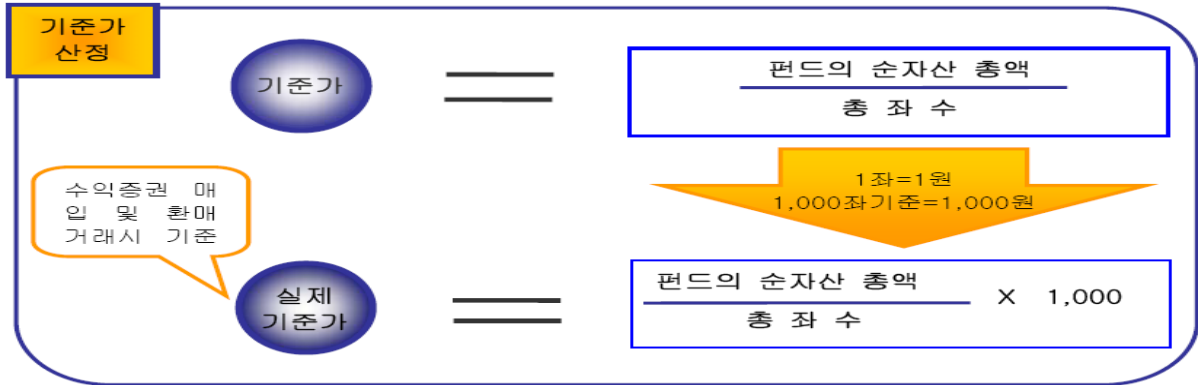 기준가
산정
기준가
펀드의 순자산 총액
총 좌 수
1좌=1원
1,000좌기준=1,000원
수익증권 매
입 및 환매
거래시 기준
실제
기준가
펀드의 순자산 총액
총 좌 수
X 1,000